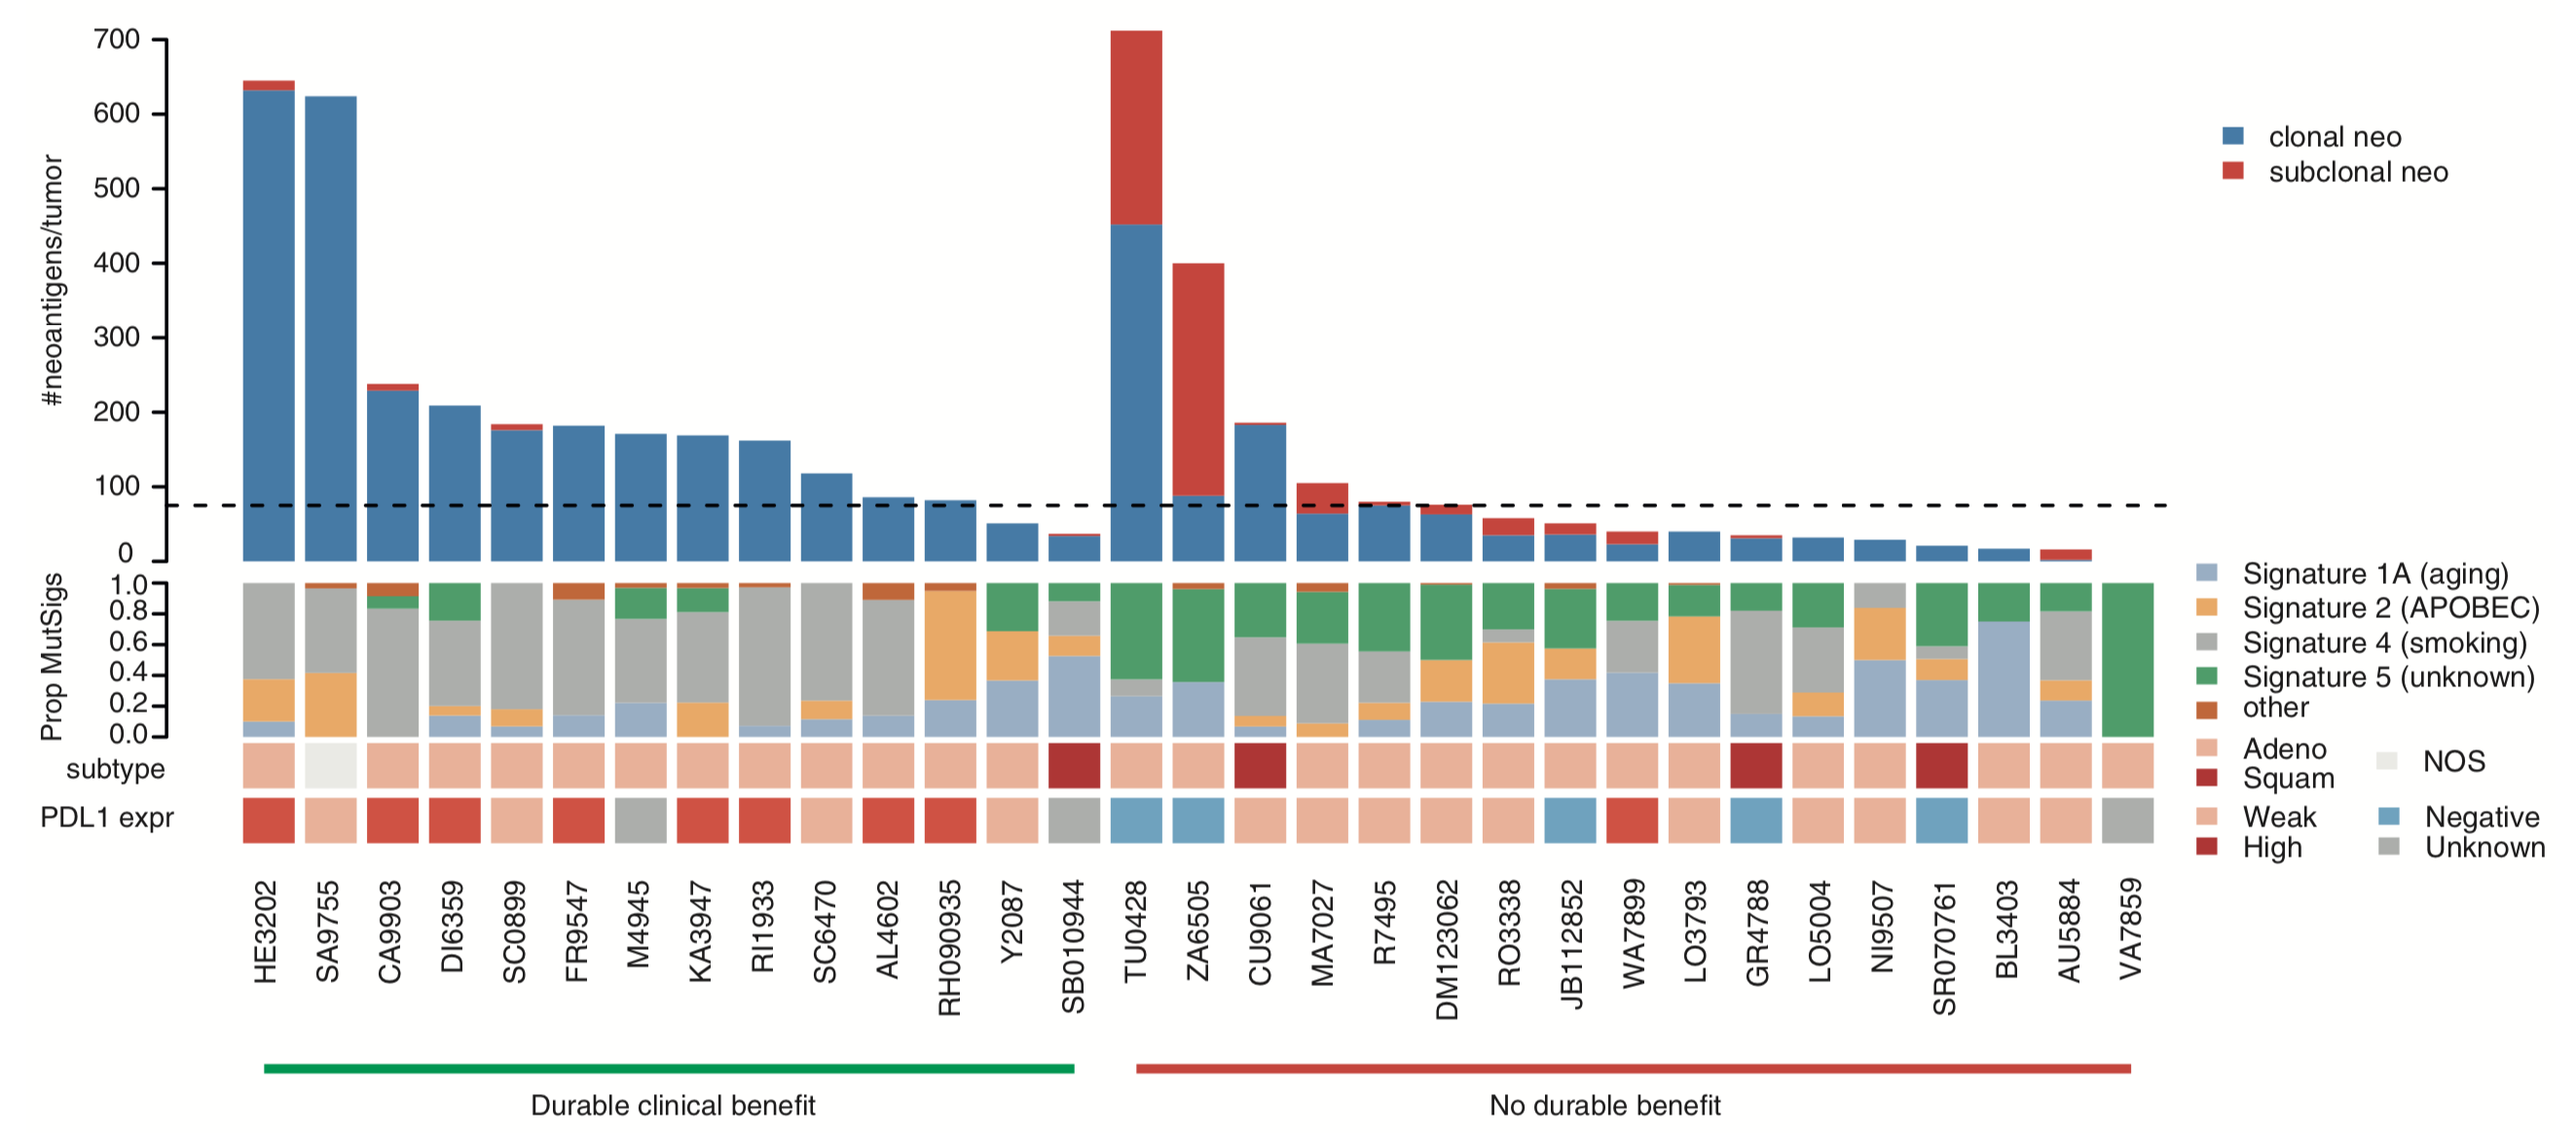 #neoantigens/tumor
700
600
500
400
300
200
100
0
clonal neo
subclonal neo
Prop MutSigs
1.0
0.8
0.6
0.4
0.2
0.0
Signature 1A (aging)
Signature 2 (APOBEC)
Signature 4 (smoking)
Signature 5 (unknown)
other
subtype
Adeno
Squam
NOS
PDL1 expr
Weak
High
Negative
Unknown
HE3202
SA9755
CA9903
DI6359
SC0899
FR9547
M4945
KA3947
RI1933
SC6470
AL4602
RH090935
Y2087
SB010944
TU0428
ZA6505
CU9061
MA7027
R7495
DM123062
RO3338
JB112852
WA7899
LO3793
GR4788
LO5004
NI9507
SR070761
BL3403
AU5884
VA7859
Durable clinical benefit
No durable benefit